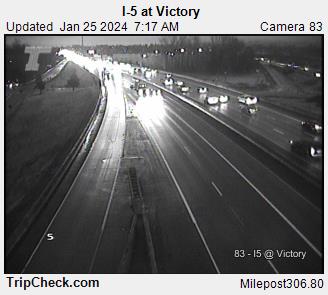 I-5 at Victory
Updated Jan 25 2024 7:17 AM Camera 83
T
S
83 - I5 @ Victory
TripCheck.com Milepost306.80